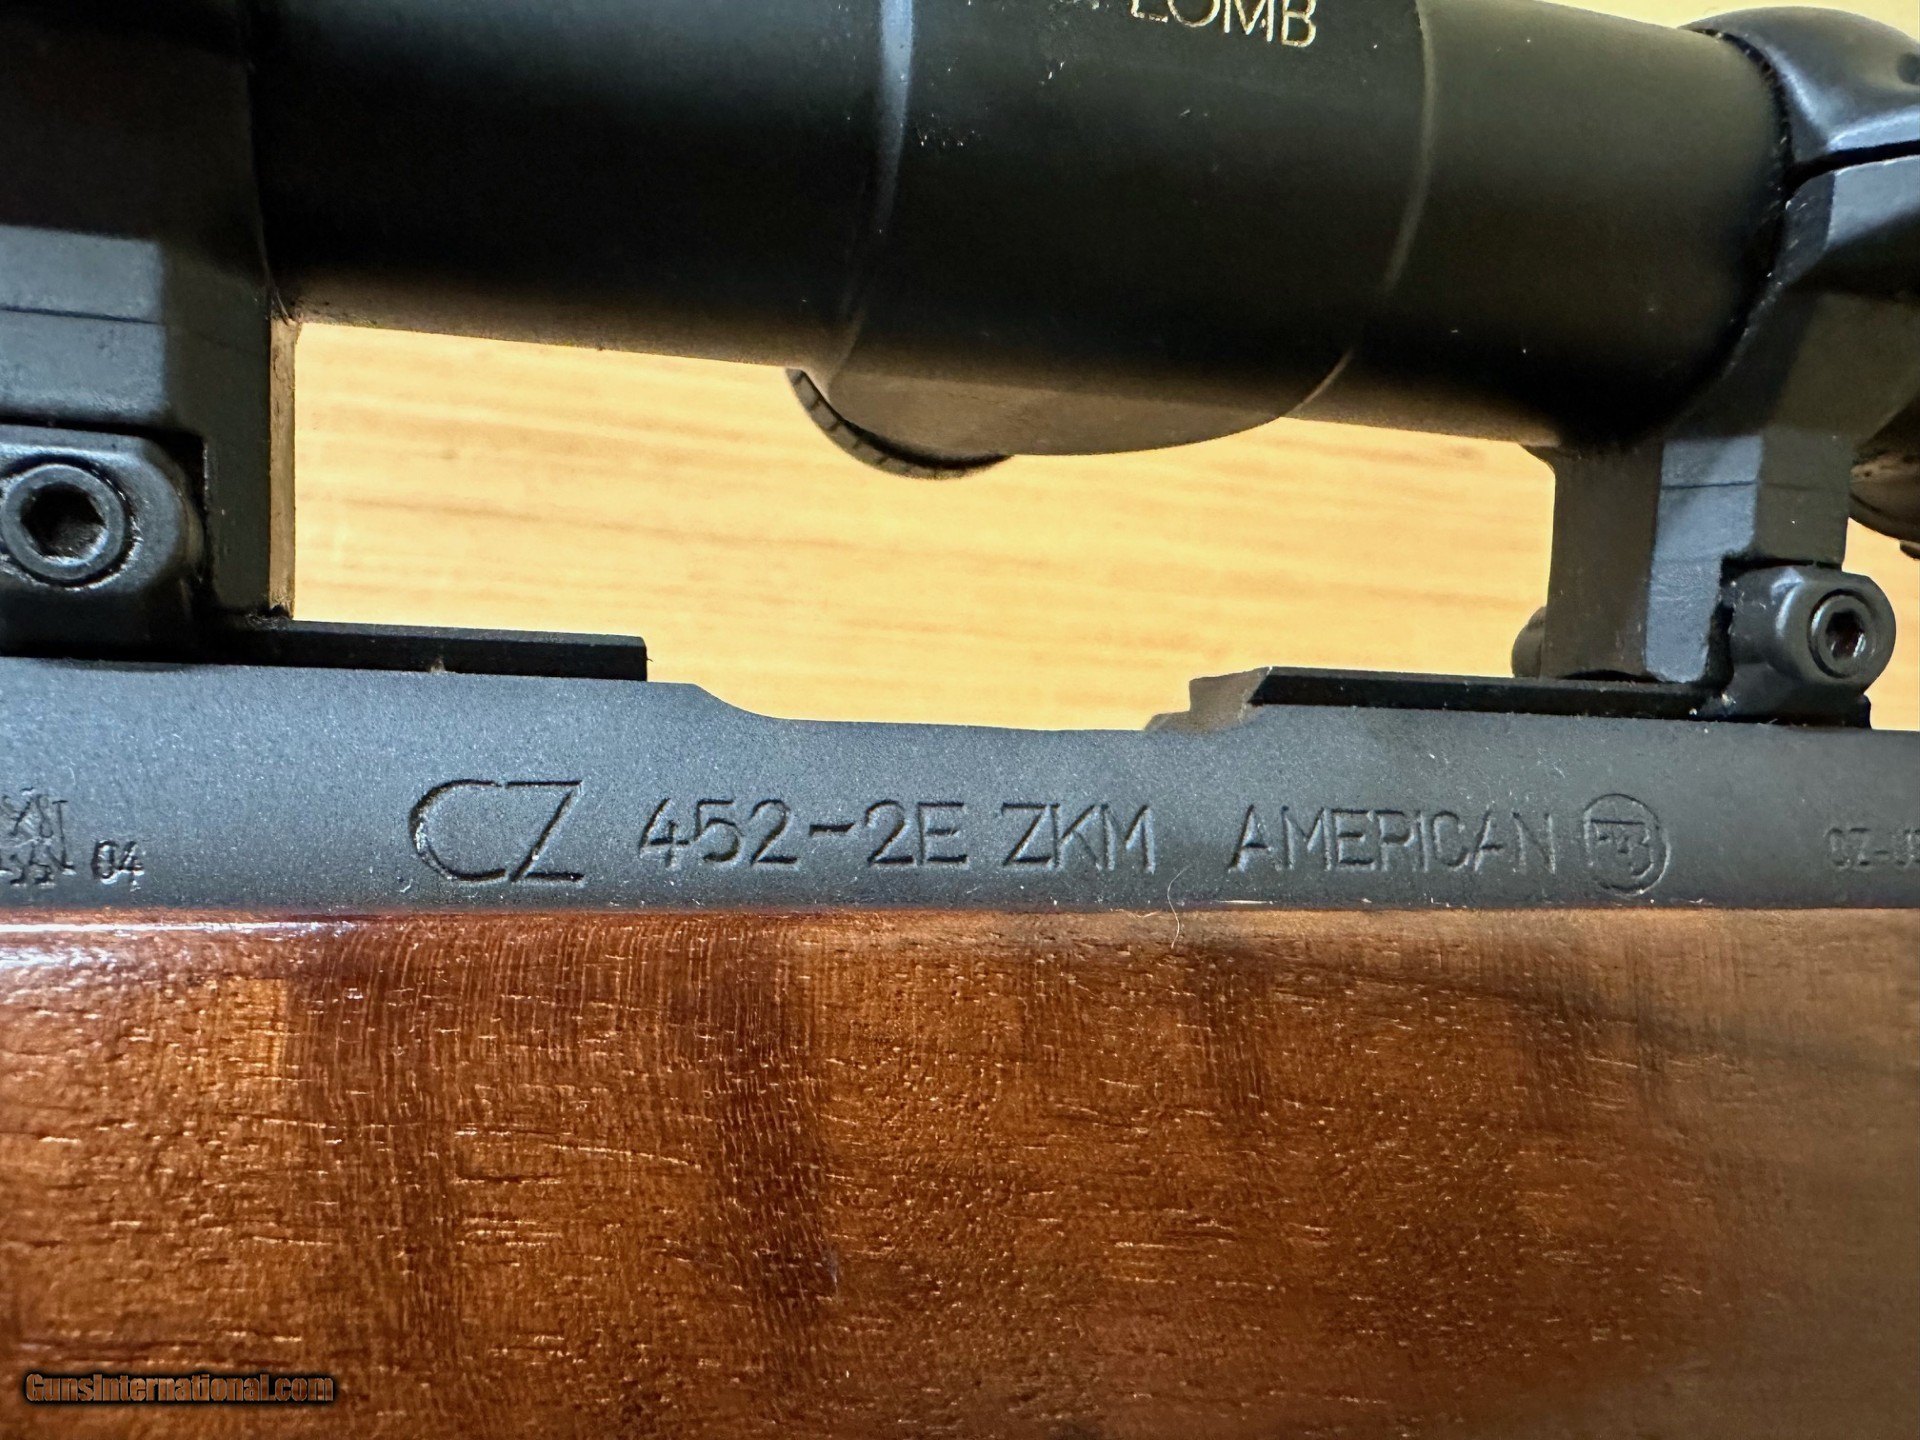 LOMB
04 CZ 452-2E ZKM AMERICAN
GunsInternational.com